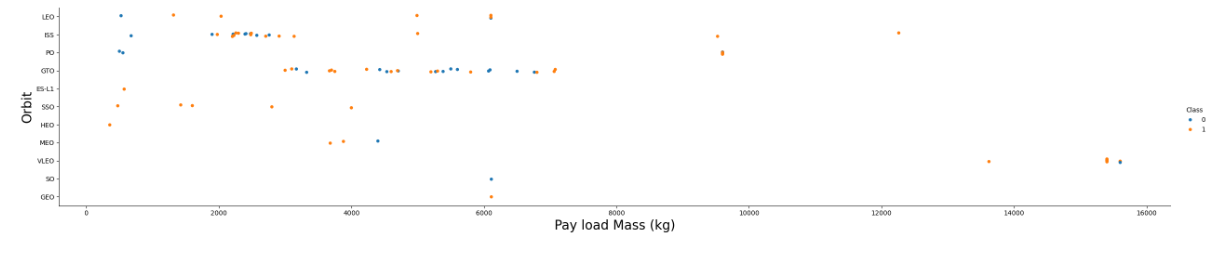 LEO
ISS
PO
GTO
ES-L1
SSO
HEO
MEO
VLEO
SO
GEO
Orbit
0
2000
4000
6000
8000
10000
12000
14000
16000
Pay load Mass (kg)
Class
0
1